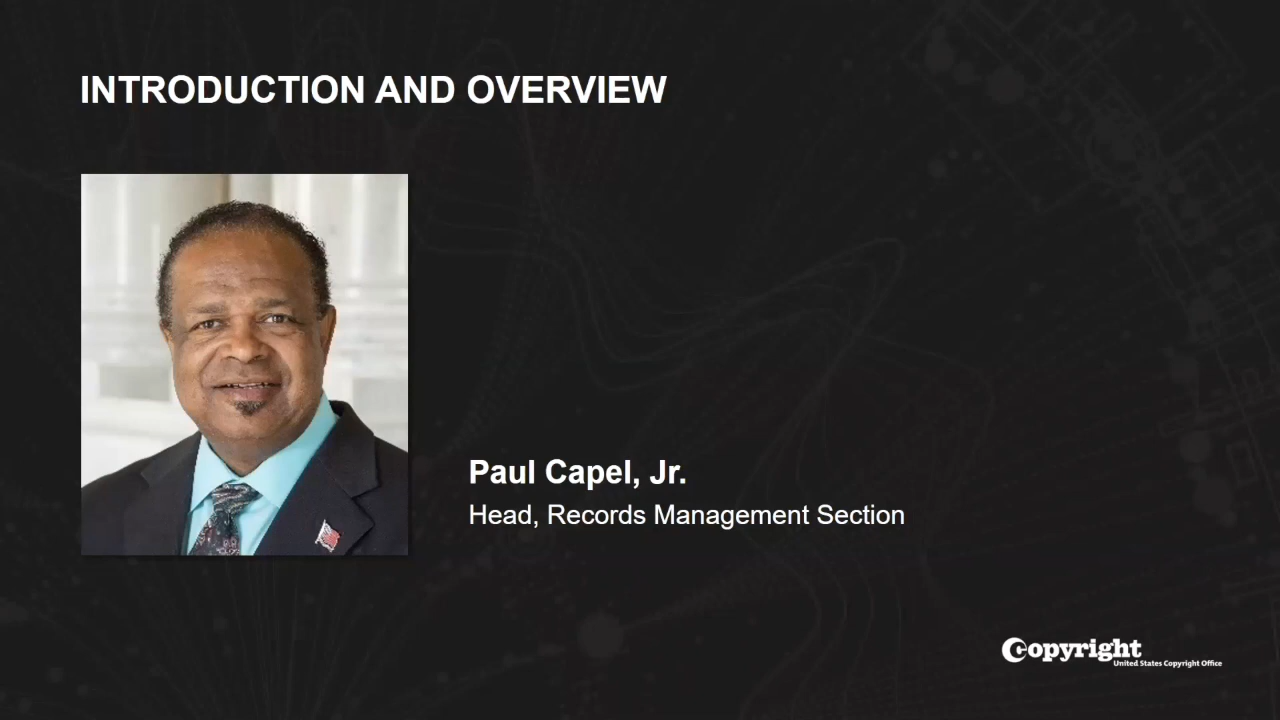 INTRODUCTION AND OVERVIEW
Paul Capel, Jr.
Head, Records Management Section
Copyright
United States Copyright Office